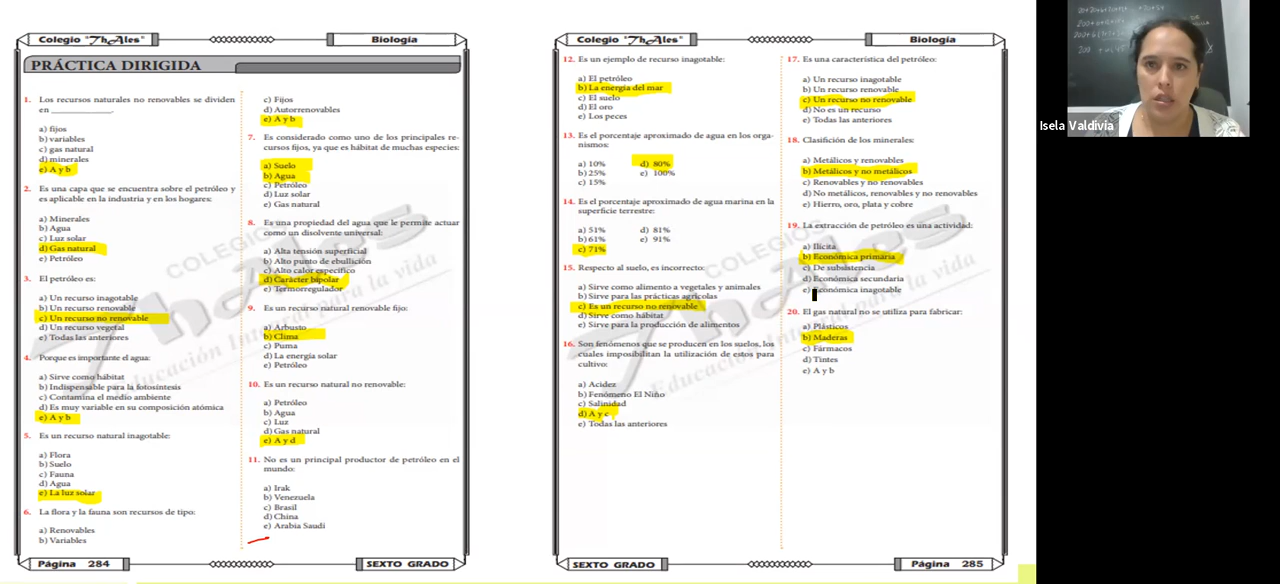 Colegio "ThAles"
Biología
PRÁCTICA DIRIGIDA
1. Los recursos naturales no renovables se dividen
en ____________.
a) fijos
b) variables
c) gas natural
d) minerales
e) A y b
2. Es una capa que se encuentra sobre el petróleo y
es aplicable en la industria y en los hogares:
a) Minerales
b) Agua
c) Luz solar
d) Gas natural
e) Petróleo
3. El petróleo es:
a) Un recurso inagotable
b) Un recurso renovable
c) Un recurso no renovable
d) Un recurso vegetal
e) Todas las anteriores
4. Porque es importante el agua:
a) Sirve como hábitat
b) Indispensable para la fotosíntesis
c) Contamina el medio ambiente
d) Es muy variable en su composición atómica
e) A y b
5. Es un recurso natural inagotable:
a) Flora
b) Suelo
c) Fauna
d) Agua
e) La luz solar
6. La flora y la fauna son recursos de tipo:
a) Renovables
b) Variables
c) Fijos
d) Autorrenovables
e) A y b
7. Es considerado como uno de los principales re-
cursos fijos, ya que es hábitat de muchas especies:
a) Suelo
b) Agua
c) Petróleo
d) Luz solar
e) Gas natural
8. Es una propiedad del agua que le permite actuar
como un disolvente universal:
a) Alta tensión superficial
b) Alto punto de ebullición
c) Alto calor específico
d) Carácter bipolar
e) Termorregulador
9. Es un recurso natural renovable fijo:
a) Arbusto
b) Clima
c) Puma
d) La energía solar
e) Petróleo
10. Es un recurso natural no renovable:
a) Petróleo
b) Agua
c) Luz
d) Gas natural
e) A y d
11. No es un principal productor de petróleo en el
mundo:
a) Irak
b) Venezuela
c) Brasil
d) China
e) Arabia Saudí
Página 284
SEXTO GRADO
Colegio "ThAles"
Biología
12. Es un ejemplo de recurso inagotable:
a) El petróleo
b) La energía del mar
c) El suelo
d) El oro
e) Los peces
13. Es el porcentaje aproximado de agua en los orga-
nismos:
a) 10% d) 80%
b) 25% e) 100%
c) 15%
14. Es el porcentaje aproximado de agua marina en la
superficie terrestre:
a) 51% d) 81%
b) 61% e) 91%
c) 71%
15. Respecto al suelo, es incorrecto:
a) Sirve como alimento a vegetales y animales
b) Sirve para las prácticas agrícolas
c) Es un recurso no renovable
d) Sirve como hábitat
e) Sirve para la producción de alimentos
16. Son fenómenos que se producen en los suelos, los
cuales imposibilitan la utilización de estos para
cultivo:
a) Acidez
b) Fenómeno El Niño
c) Salinidad
d) A y c
e) Todas las anteriores
17. Es una característica del petróleo:
a) Un recurso inagotable
b) Un recurso renovable
c) Un recurso no renovable
d) No es un recurso
e) Todas las anteriores
18. Clasifición de los minerales:
a) Metálicos y renovables
b) Metálicos y no metálicos
c) Renovables y no renovables
d) No metálicos, renovables y no renovables
e) Hierro, oro, plata y cobre
19. La extracción de petróleo es una actividad:
a) Ilícita
b) Económica primaria
c) De subsistencia
d) Económica secundaria
e) Económica inagotable
20. El gas natural no se utiliza para fabricar:
a) Plásticos
b) Maderas
c) Fármacos
d) Tintes
e) A y b
SEXTO GRADO
Página 285
COLEGIOS
ThAles
Educación Integral para la vida
COLEGIOS
ThAles
Educación Integral para la vida
Isela Valdivia